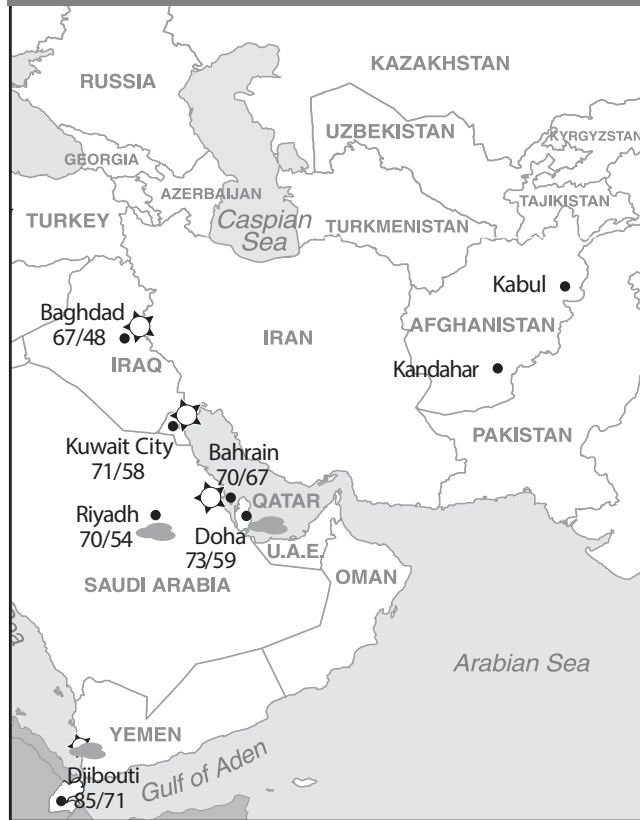 RUSSIA
KAZAKHSTAN
UZBEKISTAN
KYRGYZSTAN
GEORGIA
AZERBAIJAN
TAJIKISTAN
TURKEY
Caspian
Sea
TURKMENISTAN
Kabul
Baghdad
67/48
IRAQ
IRAN
AFGHANISTAN
Kandahar
PAKISTAN
Kuwait City
71/58
Bahrain
70/67
QATAR
Riyadh
70/54
Doha
73/59
U.A.E.
SAUDI ARABIA
OMAN
Arabian Sea
YEMEN
Gulf of Aden
Djibouti
85/71